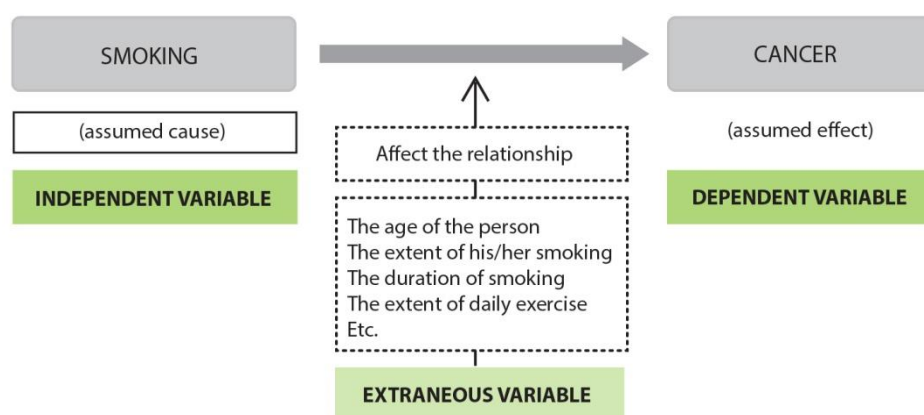 SMOKING
CANCER
(assumed cause)
(assumed effect)
Affect the relationship
INDEPENDENT VARIABLE
DEPENDENT VARIABLE
The age of the person
The extent of his/her smoking
The duration of smoking
The extent of daily exercise
Etc.
EXTRANEOUS VARIABLE